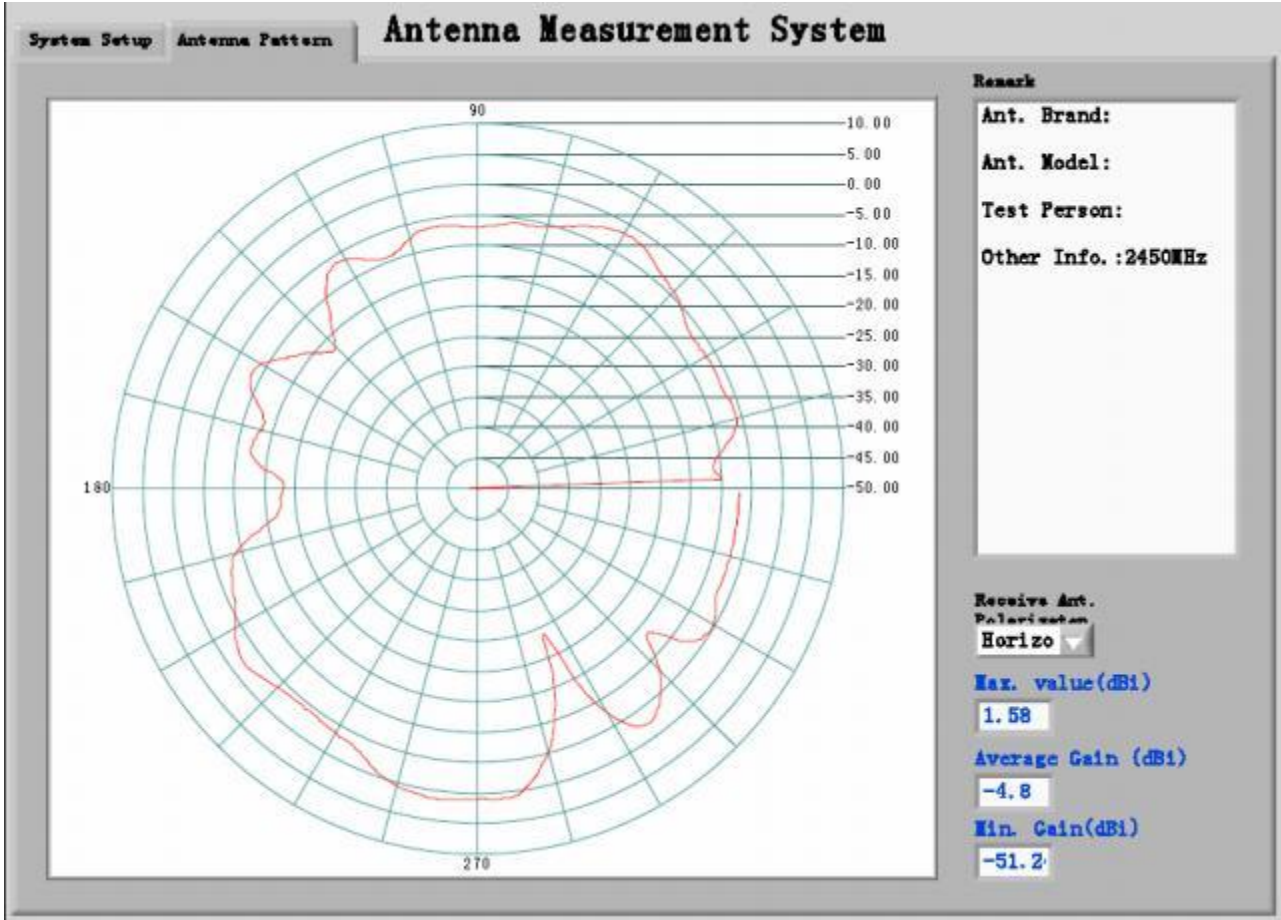 Antenna Measurement System
System Setup
Antenna Pattern
90
10.00
5.00
0.00
-5.00
-10.00
-15.00
-20.00
-25.00
-30.00
-35.00
-40.00
-45.00
-50.00
180
270
Remark
Ant. Brand:
Ant. Model:
Test Person:
Other Info.:2450MHz
Receive Ant.
Horizo
Max. value(dBi)
1.58
Average Gain (dBi)
-4.8
Min. Gain(dBi)
-51.2